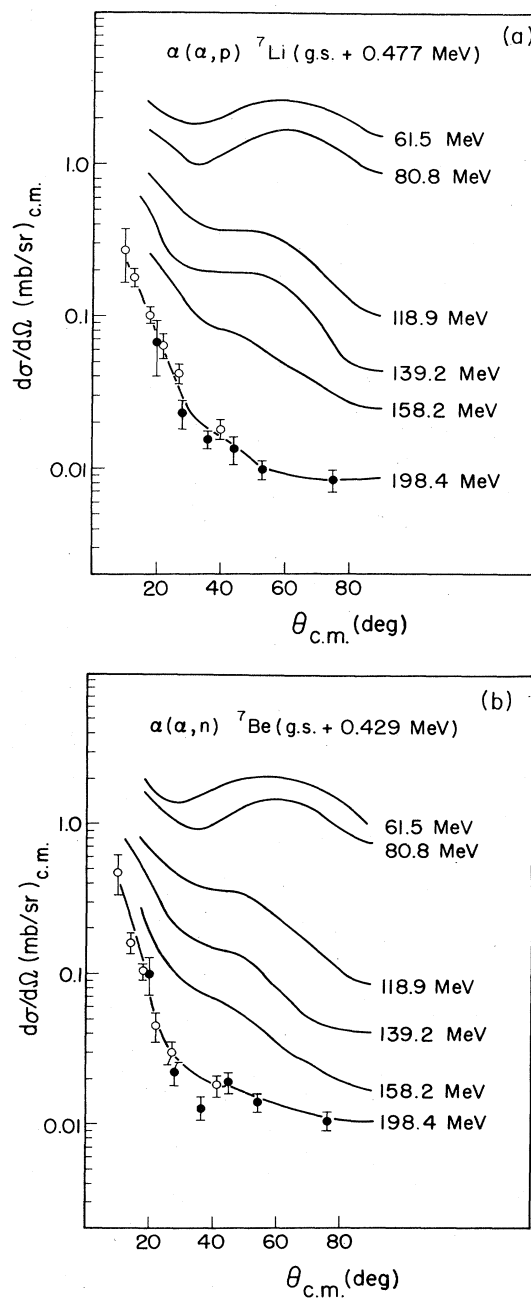 (a)
α(α,p) ⁷Li (g.s. + 0.477 MeV)
dσ/dΩ (mb/sr)c.m.
1.0
0.1
0.01
61.5 MeV
80.8 MeV
118.9 MeV
139.2 MeV
158.2 MeV
198.4 MeV
20 40 60 80
θc.m.(deg)
(b)
α(α,n) ⁷Be (g.s. + 0.429 MeV)
dσ/dΩ (mb/sr)c.m.
1.0
0.1
0.01
61.5 MeV
80.8 MeV
118.9 MeV
139.2 MeV
158.2 MeV
198.4 MeV
20 40 60 80
θc.m.(deg)